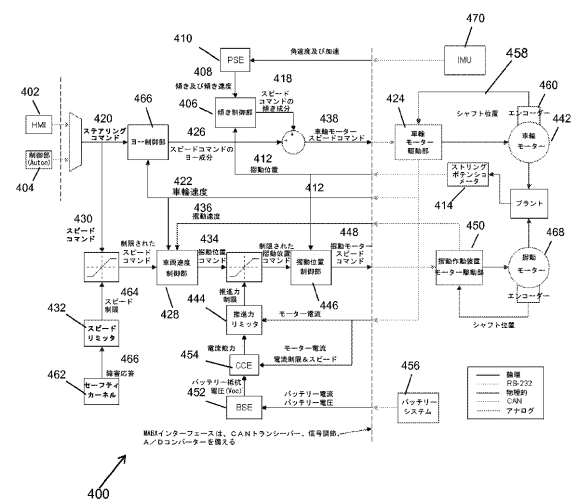 470
IMU
角速度及び加速
410
PSE
408
傾き及び傾き速度
418
スピード
コマンドの
傾き成分
406
傾き制御部
402
HMI
制御部
(Auton)
404
420
ステアリング
コマンド
466
ヨー制御部
426
スピードコマンドの
ヨー成分
438
車輪モーター
スピードコマンド
424
車輪
モーター
駆動部
458
460
エンコーダー
シャフト位置
車輪
モーター
442
412
摺動位置
412
ストリング
ポテンショ
メータ
414
プラント
422
車輪速度
436
摺動速度
430
スピード
コマンド
制限された
スピード
コマンド
464
スピード
制限
車両速度
制御部
428
434
摺動位置
コマンド
制限された
摺動位置
コマンド
448
摺動モーター
スピード
コマンド
摺動位置
制御部
446
450
摺動作動装置
モーター駆動部
468
摺動
モーター
エンコーダー
シャフト位置
432
スピード
リミッタ
466
障害応答
462
セーフティ
カーネル
推進力
制限
444
推進力
リミッタ
モーター電流
電流能力
454
CCE
モーター電流
電流制限&スピード
バッテリー抵抗
電圧(Voc)
452
BSE
バッテリー電流
バッテリー電圧
456
バッテリー
システム
MABXインターフェースは、CANトランシーバー、信号調節、
A/Dコンバーターを備える
論理
RS-232
物理的
CAN
アナログ
400